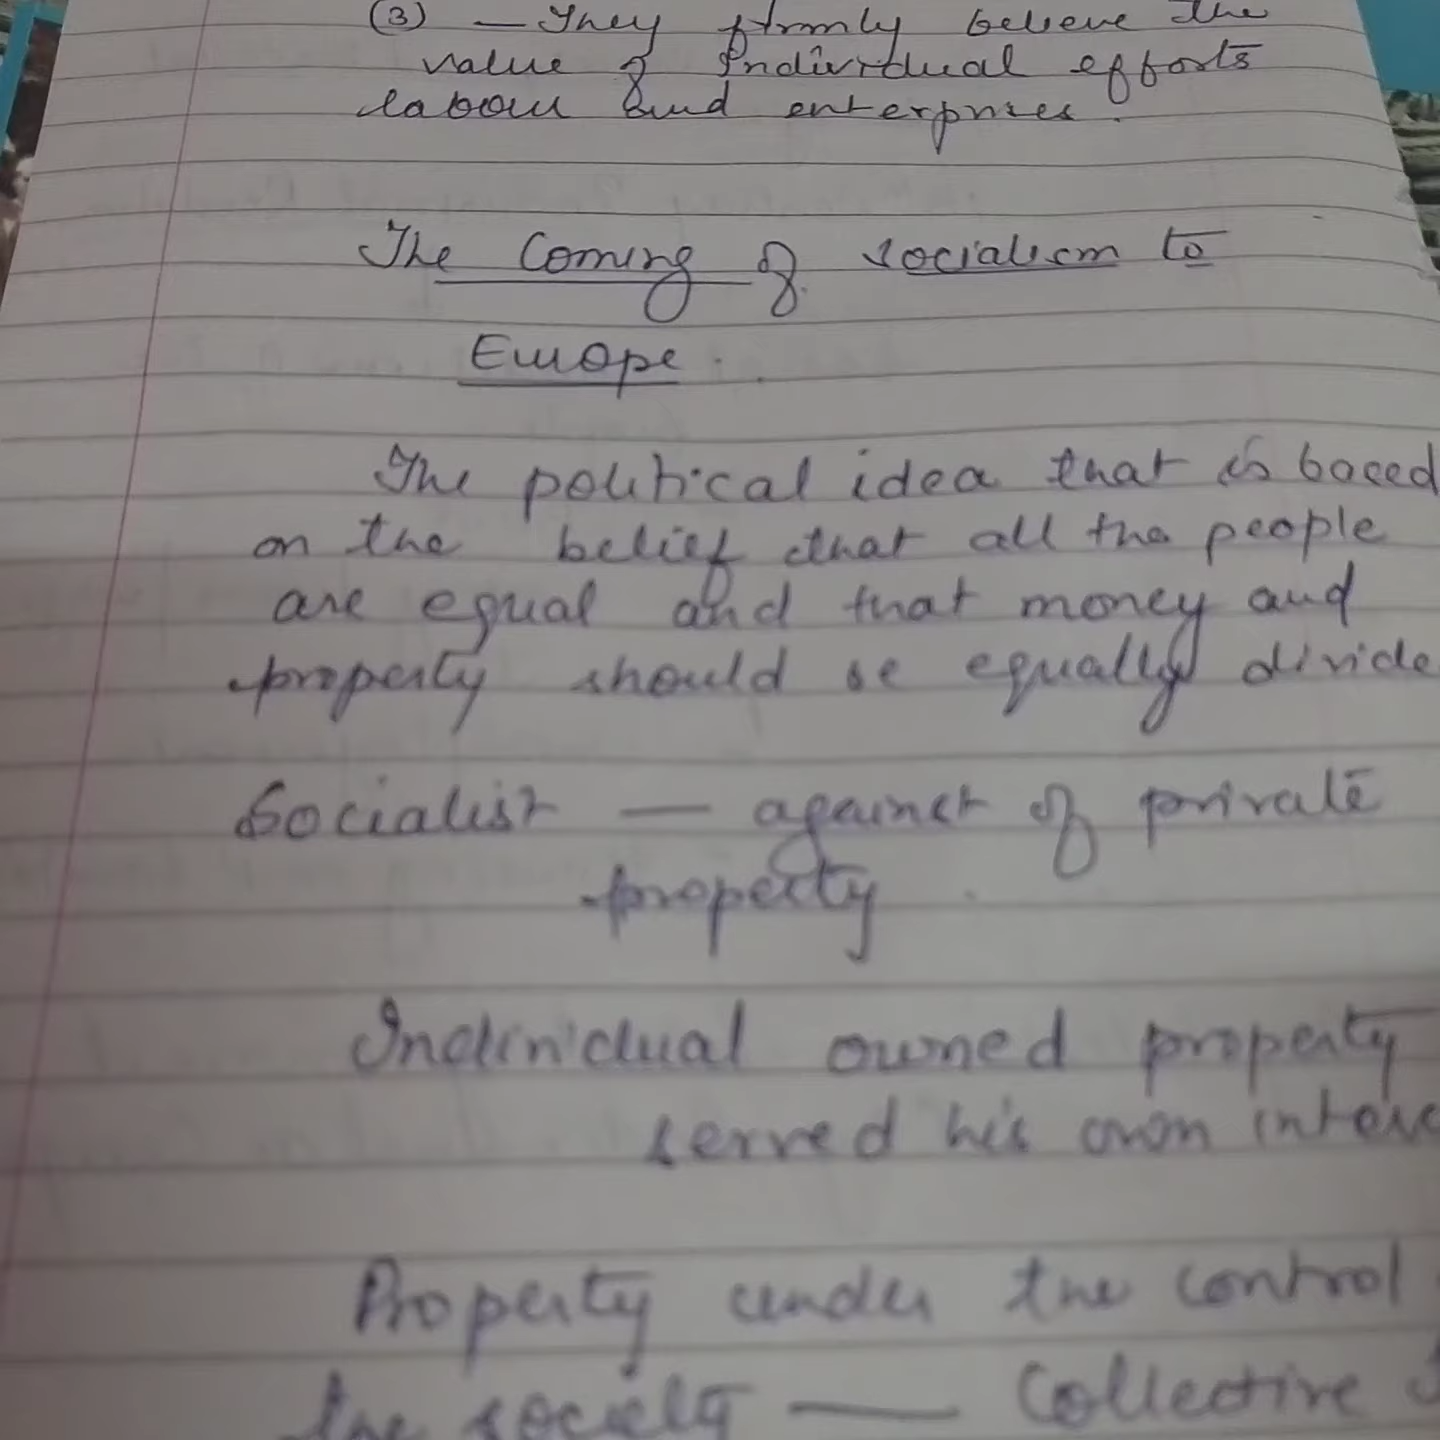 (3) — They firmly believe the
value of Individual efforts
labour and enterprises.
The Coming of socialism to
Europe.
The political idea that is based
on the belief that all the people
are equal and that money and
property should be equally divide
Socialist — against of private
property
Individual owned property
served his own intere
Property under the control
the society — Collective